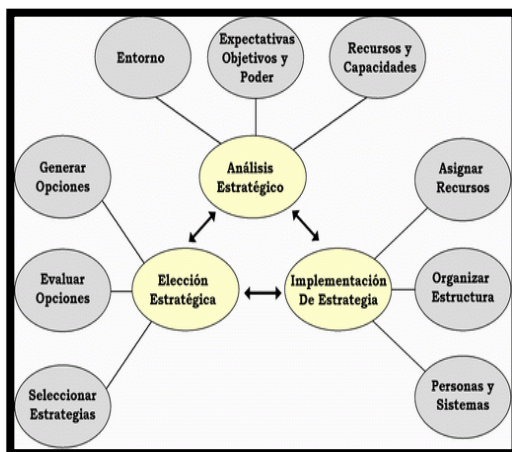 Entorno
Expectativas
Objetivos y
Poder
Recursos y
Capacidades
Análisis
Estratégico
Generar
Opciones
Evaluar
Opciones
Seleccionar
Estrategias
Elección
Estratégica
Implementación
De Estrategia
Asignar
Recursos
Organizar
Estructura
Personas y
Sistemas